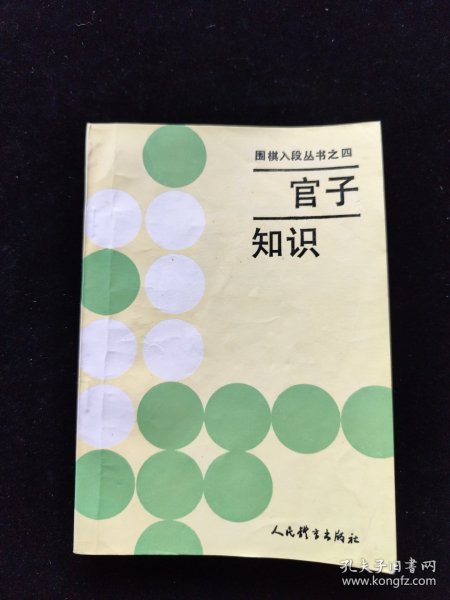 围棋入段丛书之四
官子
知识
人民体育出版社
孔夫子旧书网
www.kongfz.com